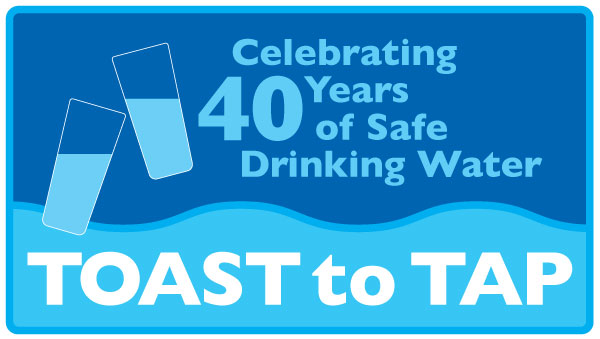 Celebrating
40 Years
of Safe
Drinking Water
TOAST to TAP